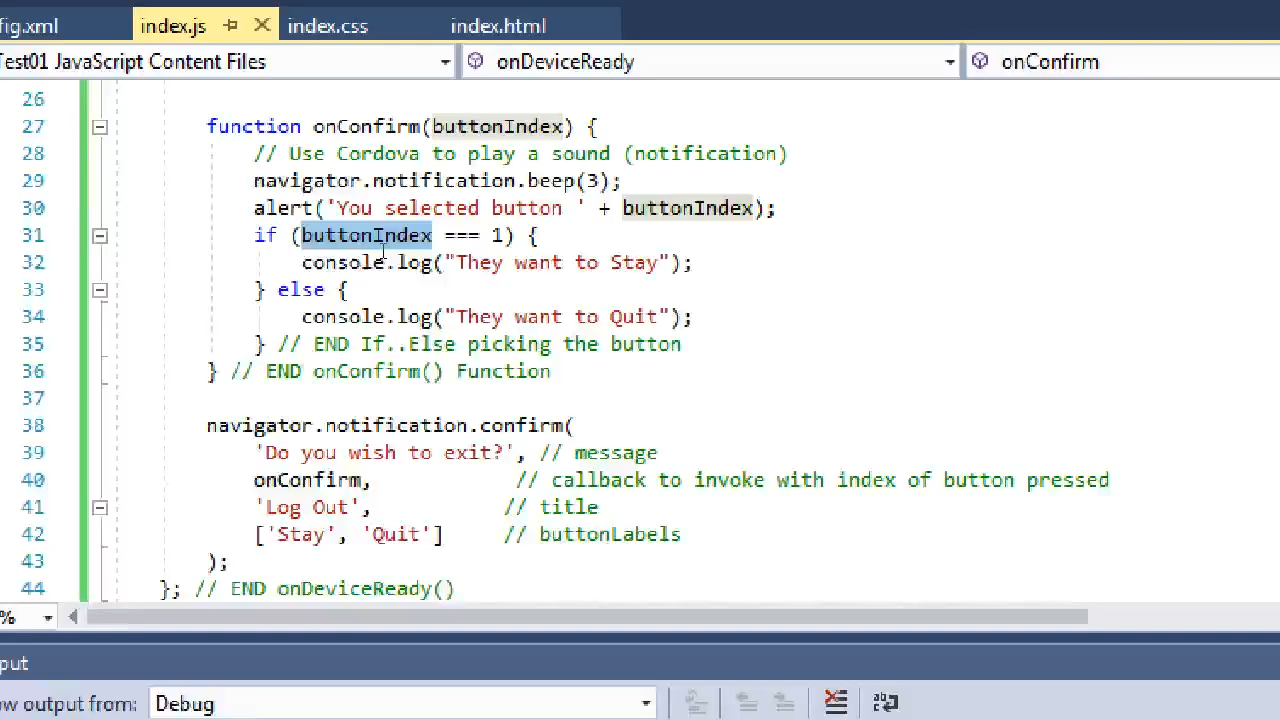 fig.xml index.js index.css index.html
Test01 JavaScript Content Files onDeviceReady onConfirm
26
27 function onConfirm(buttonIndex) {
28 // Use Cordova to play a sound (notification)
29 navigator.notification.beep(3);
30 alert('You selected button ' + buttonIndex);
31 if (buttonIndex === 1) {
32 console.log("They want to Stay");
33 } else {
34 console.log("They want to Quit");
35 } // END If..Else picking the button
36 } // END onConfirm() Function
37
38 navigator.notification.confirm(
39 'Do you wish to exit?', // message
40 onConfirm, // callback to invoke with index of button pressed
41 'Log Out', // title
42 ['Stay', 'Quit'] // buttonLabels
43 );
44 }; // END onDeviceReady()
%
put
ow output from: Debug